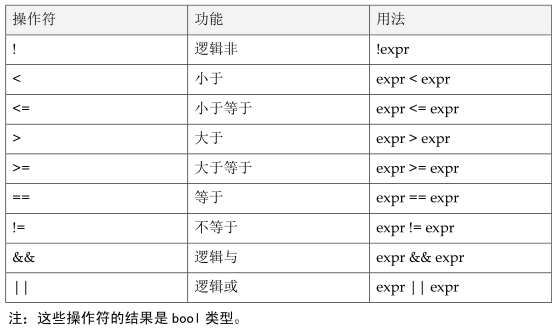 操作符 功能 用法
! 逻辑非 !expr
< 小于 expr < expr
<= 小于等于 expr <= expr
> 大于 expr > expr
>= 大于等于 expr >= expr
== 等于 expr == expr
!= 不等于 expr != expr
&& 逻辑与 expr && expr
|| 逻辑或 expr || expr
注：这些操作符的结果是 bool 类型。